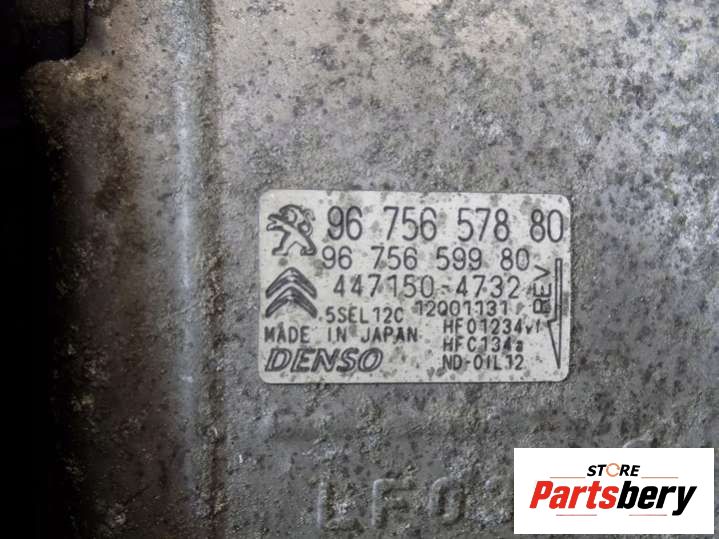 96 756 578 80
96 756 599 80
447150-4732
5SEL12C 12Q01131
MADE IN JAPAN
DENSO
HFC134a
ND-OIL12
REV
STORE
Partsbery